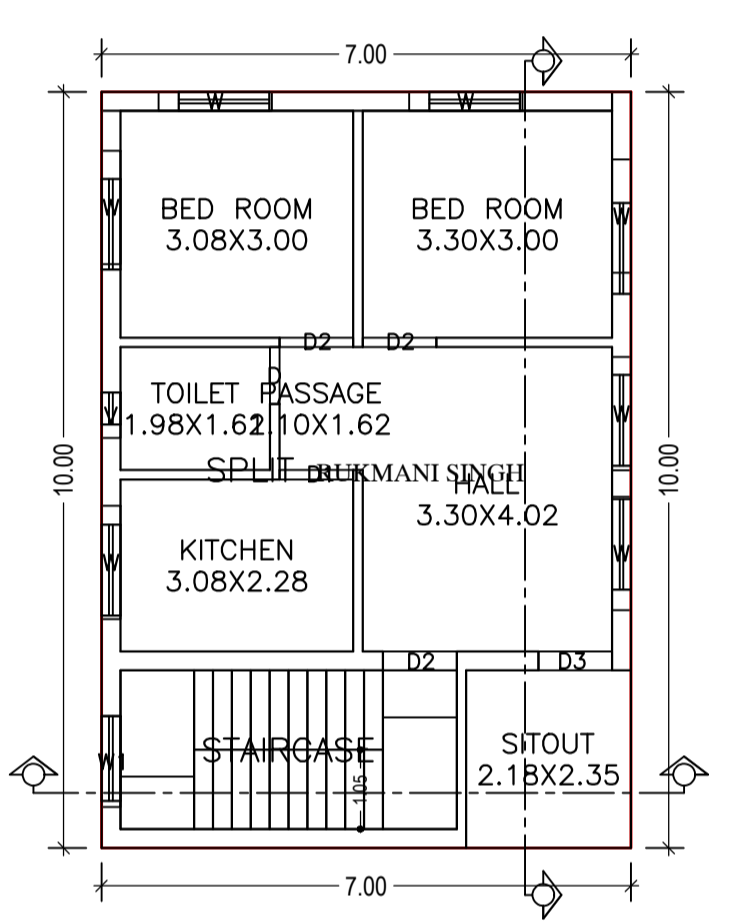 7.00
W W
BED ROOM
3.08X3.00
BED ROOM
3.30X3.00
W
W
D2 D2
D
TOILET
1.98X1.62
PASSAGE
2.10X1.62
W
SPLIT
RUKMANI SINGH
HALL
3.30X4.02
10.00
10.00
KITCHEN
3.08X2.28
W
W
D2
D3
STAIRCASE
1.05
W1
SITOUT
2.18X2.35
7.00